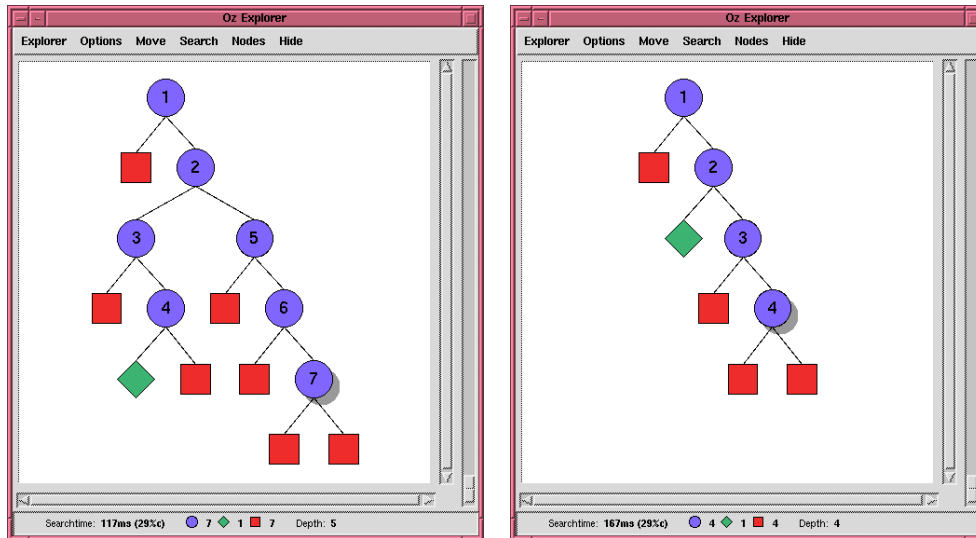 Oz Explorer
Explorer Options Move Search Nodes Hide
1
2
3 5
4 6
7
Searchtime: 117ms (29%c) 7 1 7 Depth: 5
Oz Explorer
Explorer Options Move Search Nodes Hide
1
2
3
4
Searchtime: 167ms (29%c) 4 1 4 Depth: 4